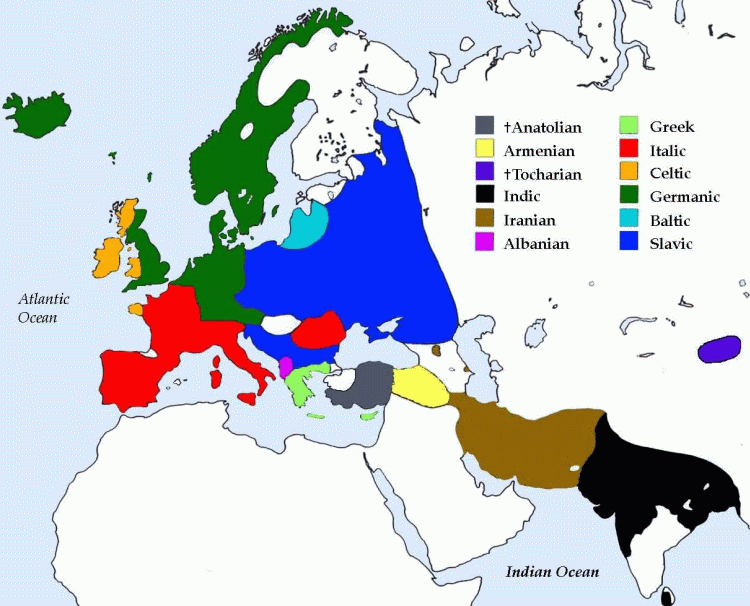 †Anatolian
Armenian
†Tocharian
Indic
Iranian
Albanian
Greek
Italic
Celtic
Germanic
Baltic
Slavic
Atlantic
Ocean
Indian Ocean